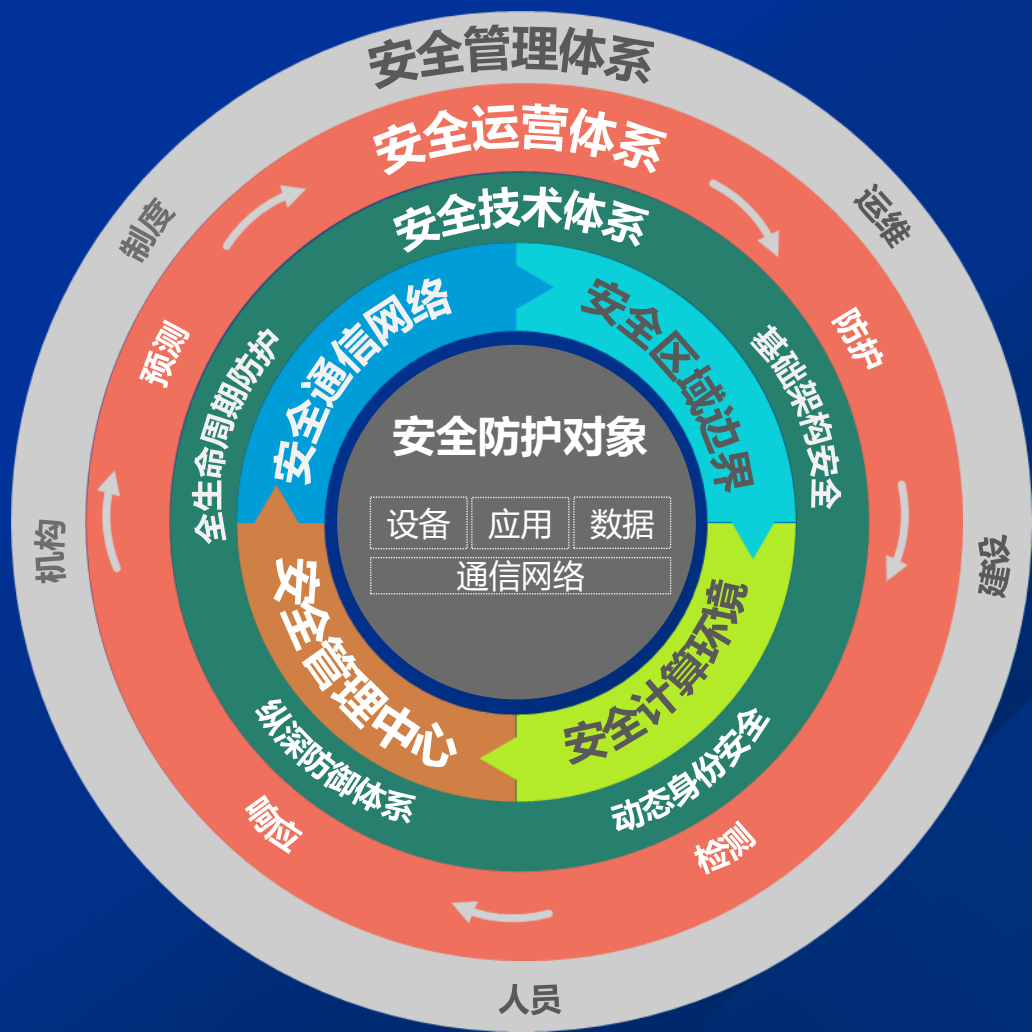 安全管理体系
制度
运维
机构
建设
人员
安全运营体系
预测
防护
响应
检测
安全技术体系
全生命周期防护
基础架构安全
纵深防御体系
动态身份安全
安全通信网络
安全区域边界
安全管理中心
安全计算环境
安全防护对象
设备
应用
数据
通信网络